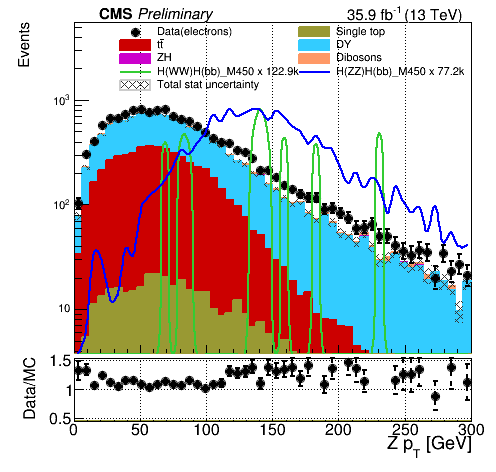 CMS Preliminary 35.9 fb⁻¹ (13 TeV)
Events
Data(electrons) Single top
tt̄ DY
ZH Dibosons
H(WW)H(bb)_M450 x 122.9k H(ZZ)H(bb)_M450 x 77.2k
Total stat uncertainty
10³
10²
10
Data/MC
1.5
1
0.5
0 50 100 150 200 250 300
Z p_T [GeV]